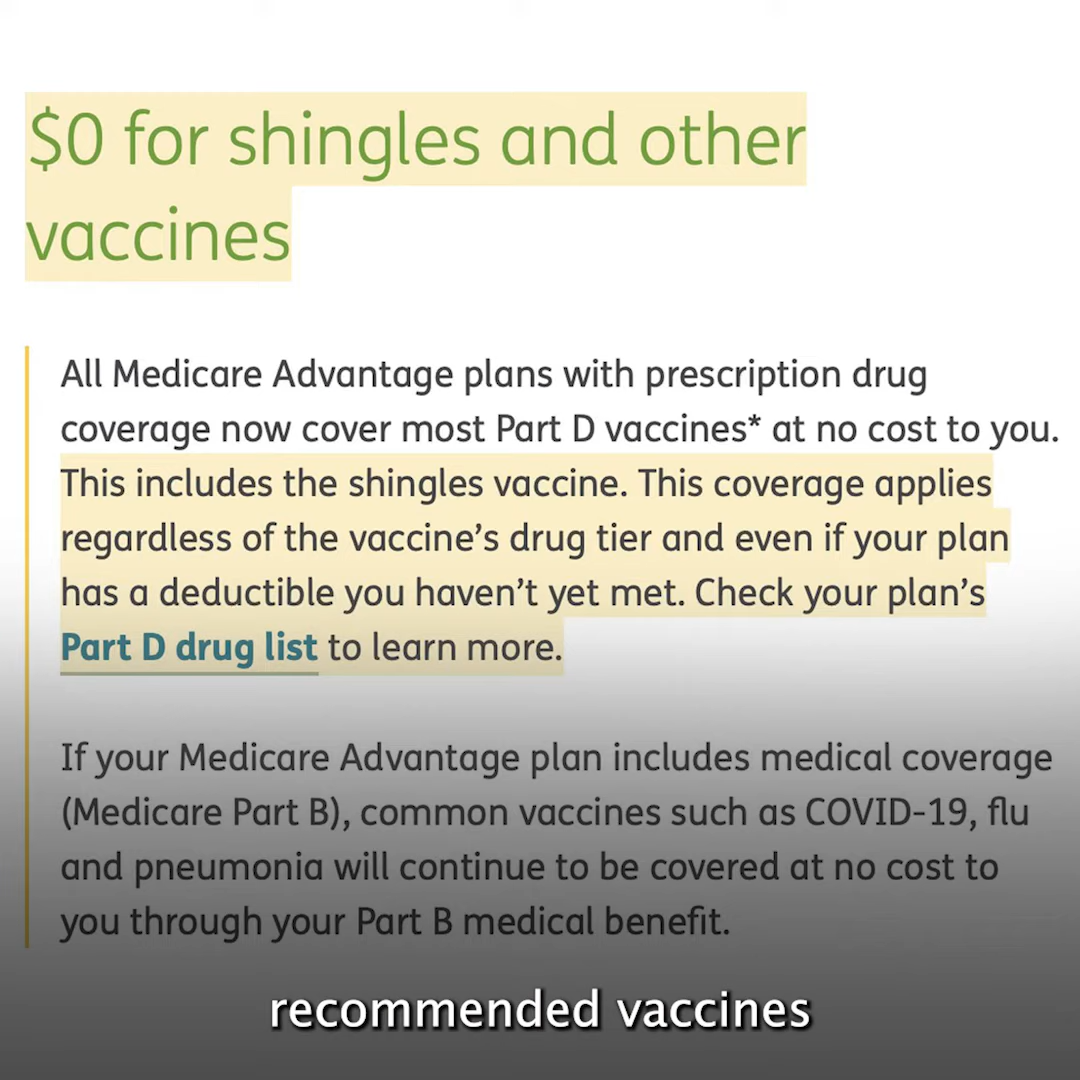 $0 for shingles and other
vaccines
All Medicare Advantage plans with prescription drug
coverage now cover most Part D vaccines* at no cost to you.
This includes the shingles vaccine. This coverage applies
regardless of the vaccine’s drug tier and even if your plan
has a deductible you haven’t yet met. Check your plan’s
Part D drug list to learn more.
If your Medicare Advantage plan includes medical coverage
(Medicare Part B), common vaccines such as COVID-19, flu
and pneumonia will continue to be covered at no cost to
you through your Part B medical benefit.
recommended vaccines